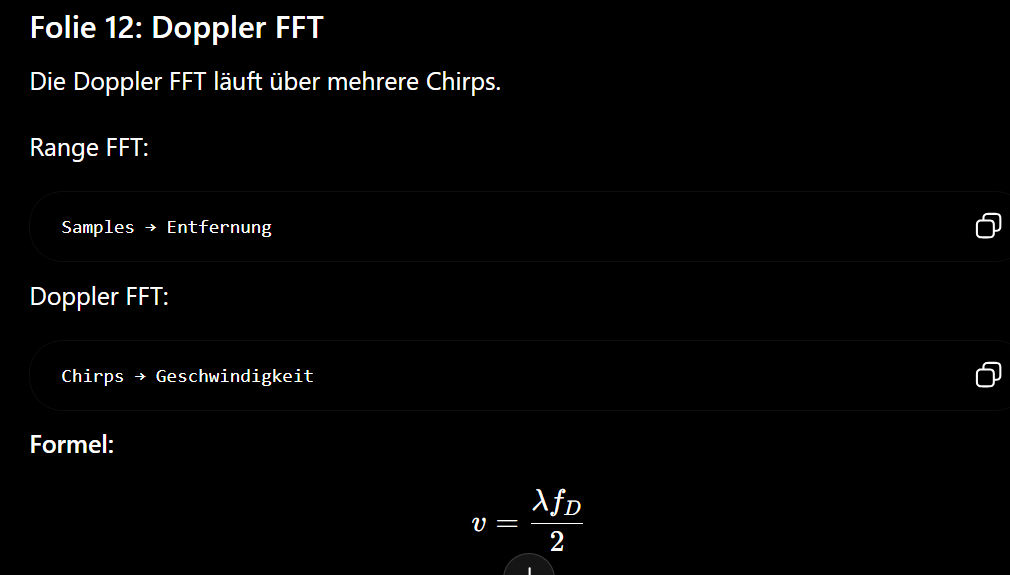 Folie 12: Doppler FFT
Die Doppler FFT läuft über mehrere Chirps.
Range FFT:
Samples → Entfernung
Doppler FFT:
Chirps → Geschwindigkeit
Formel:
v = λf_D / 2